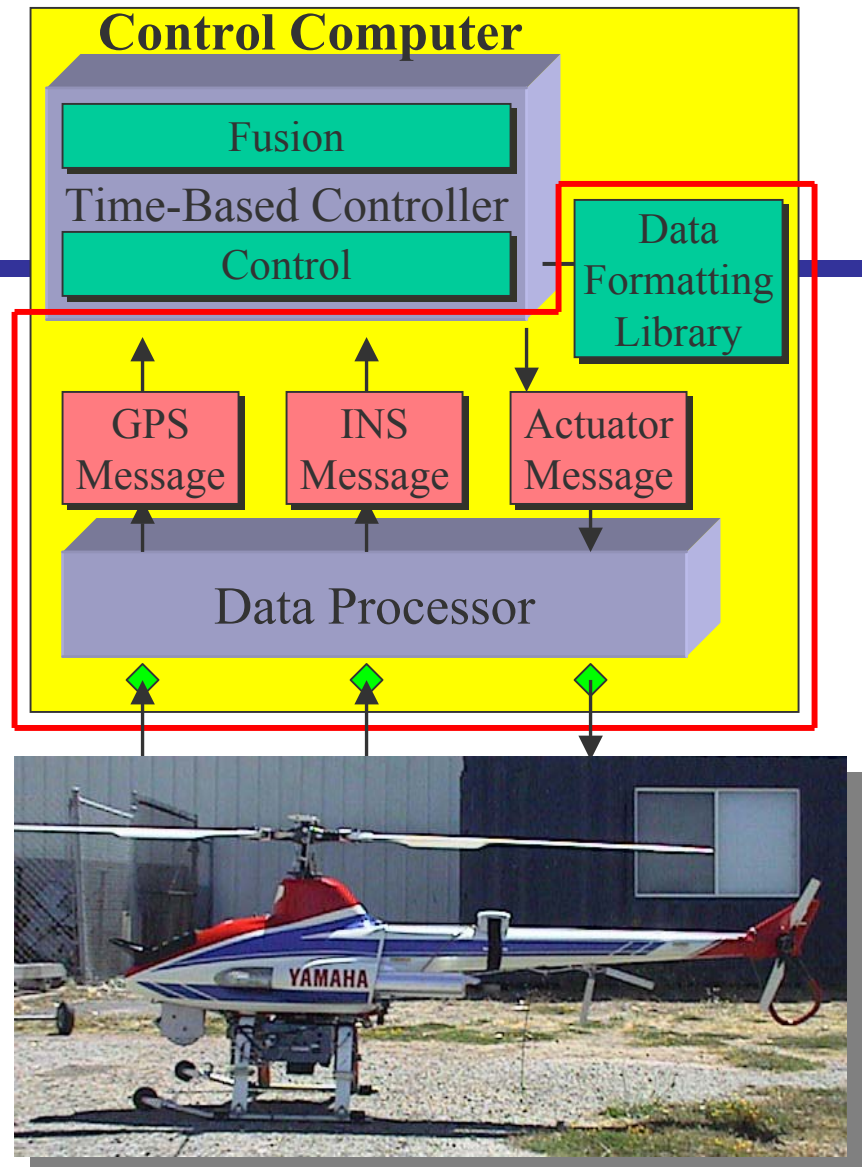 Control Computer
Fusion
Time-Based Controller
Control
Data
Formatting
Library
GPS
Message
INS
Message
Actuator
Message
Data Processor
YAMAHA